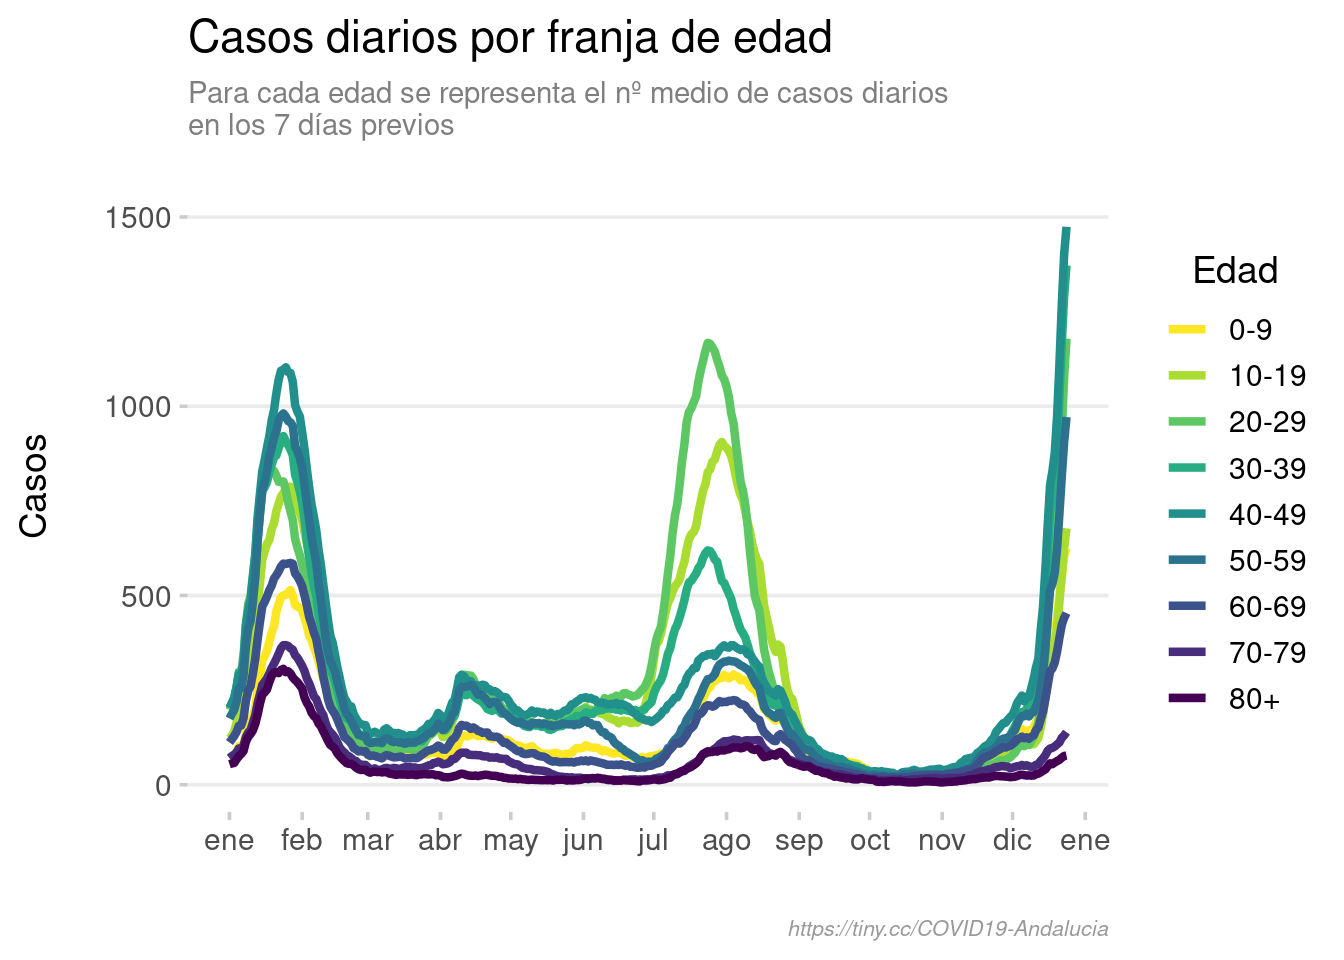 Casos diarios por franja de edad
Para cada edad se representa el nº medio de casos diarios
en los 7 días previos
1500
1000
500
0
Casos
ene feb mar abr may jun jul ago sep oct nov dic ene
Edad
0-9
10-19
20-29
30-39
40-49
50-59
60-69
70-79
80+
https://tiny.cc/COVID19-Andalucia